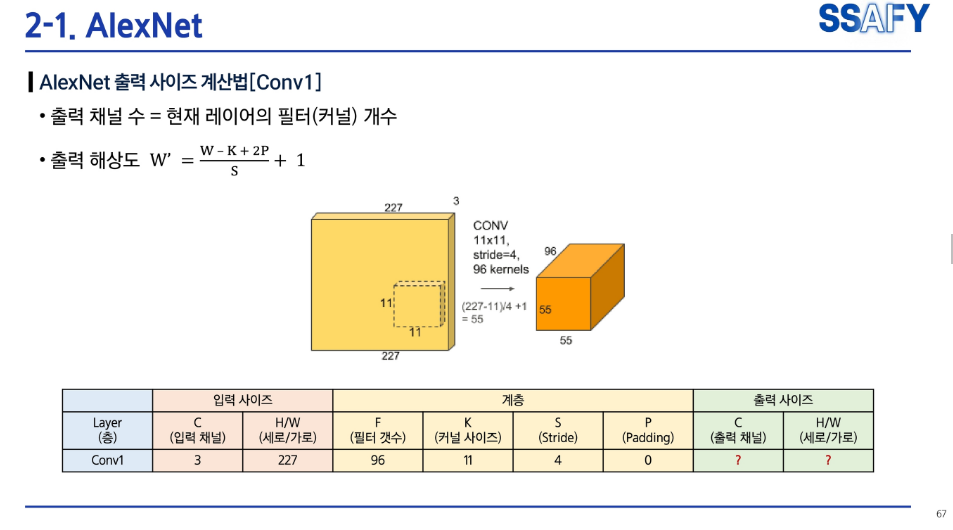 2-1. AlexNet
SSAFY
AlexNet 출력 사이즈 계산법[Conv1]
• 출력 채널 수 = 현재 레이어의 필터(커널) 개수
• 출력 해상도 W’ = (W – K + 2P)/S + 1
227
3
CONV
11x11,
stride=4,
96 kernels
(227-11)/4 +1
= 55
11
11
227
96
55
55
입력 사이즈 계층 출력 사이즈
Layer (층) C (입력 채널) H/W (세로/가로) F (필터 갯수) K (커널 사이즈) S (Stride) P (Padding) C (출력 채널) H/W (세로/가로)
Conv1 3 227 96 11 4 0 ? ?
67